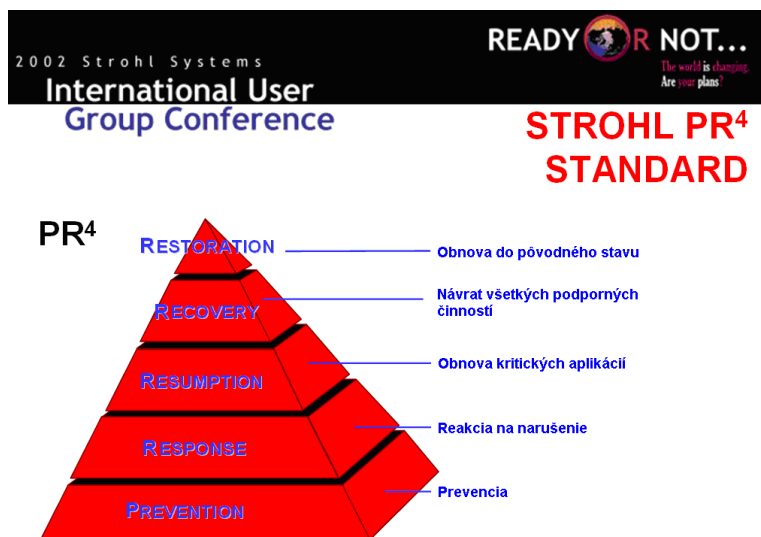 2002 Strohl Systems
International User
Group Conference
READY OR NOT...
The world is changing.
Are your plans?
STROHL PR⁴
STANDARD
PR⁴
RESTORATION
Obnova do pôvodného stavu
RECOVERY
Návrat všetkých podporných
činností
RESUMPTION
Obnova kritických aplikácií
RESPONSE
Reakcia na narušenie
PREVENTION
Prevencia